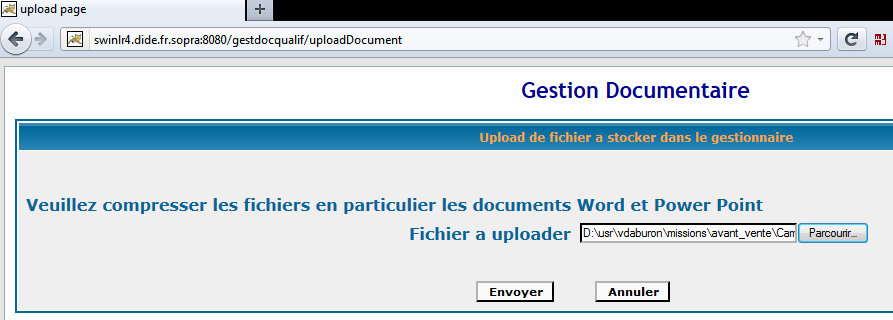 upload page
swinlr4.dide.fr.sopra:8080/gestdocqualif/uploadDocument
Gestion Documentaire
Upload de fichier a stocker dans le gestionnaire
Veuillez compresser les fichiers en particulier les documents Word et Power Point
Fichier a uploader D:\usr\vdaburon\missions\avant_vente\Cam Parcourir...
Envoyer Annuler